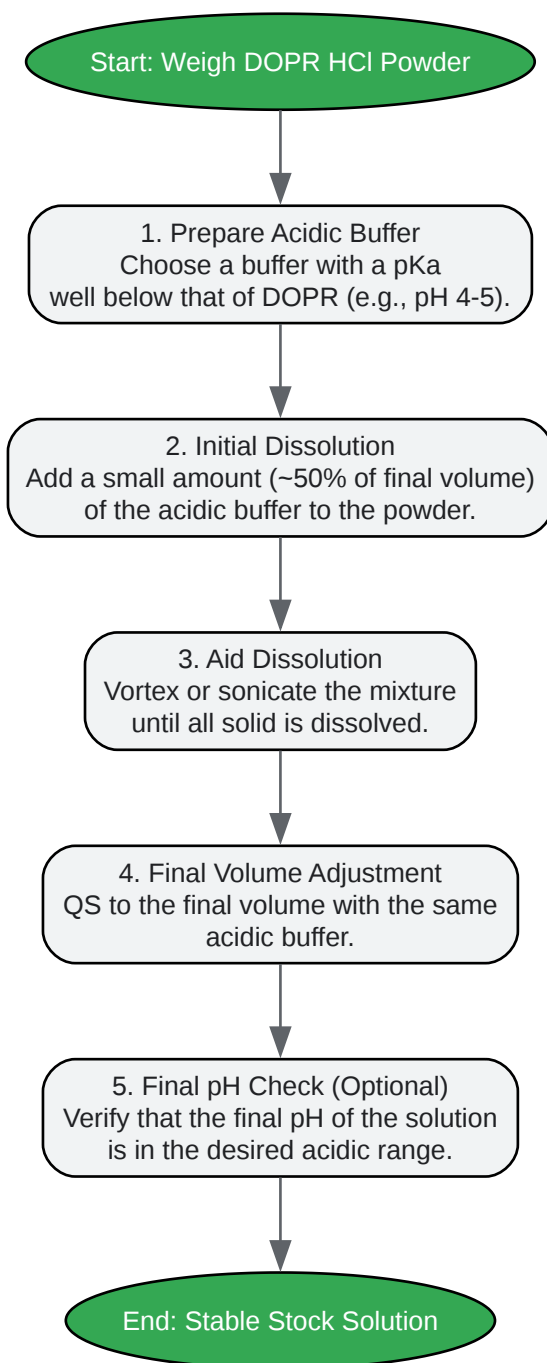 Start: Weigh DOPR HCl Powder
1. Prepare Acidic Buffer
Choose a buffer with a pKa
well below that of DOPR (e.g., pH 4-5).
2. Initial Dissolution
Add a small amount (~50% of final volume)
of the acidic buffer to the powder.
3. Aid Dissolution
Vortex or sonicate the mixture
until all solid is dissolved.
4. Final Volume Adjustment
QS to the final volume with the same
acidic buffer.
5. Final pH Check (Optional)
Verify that the final pH of the solution
is in the desired acidic range.
End: Stable Stock Solution